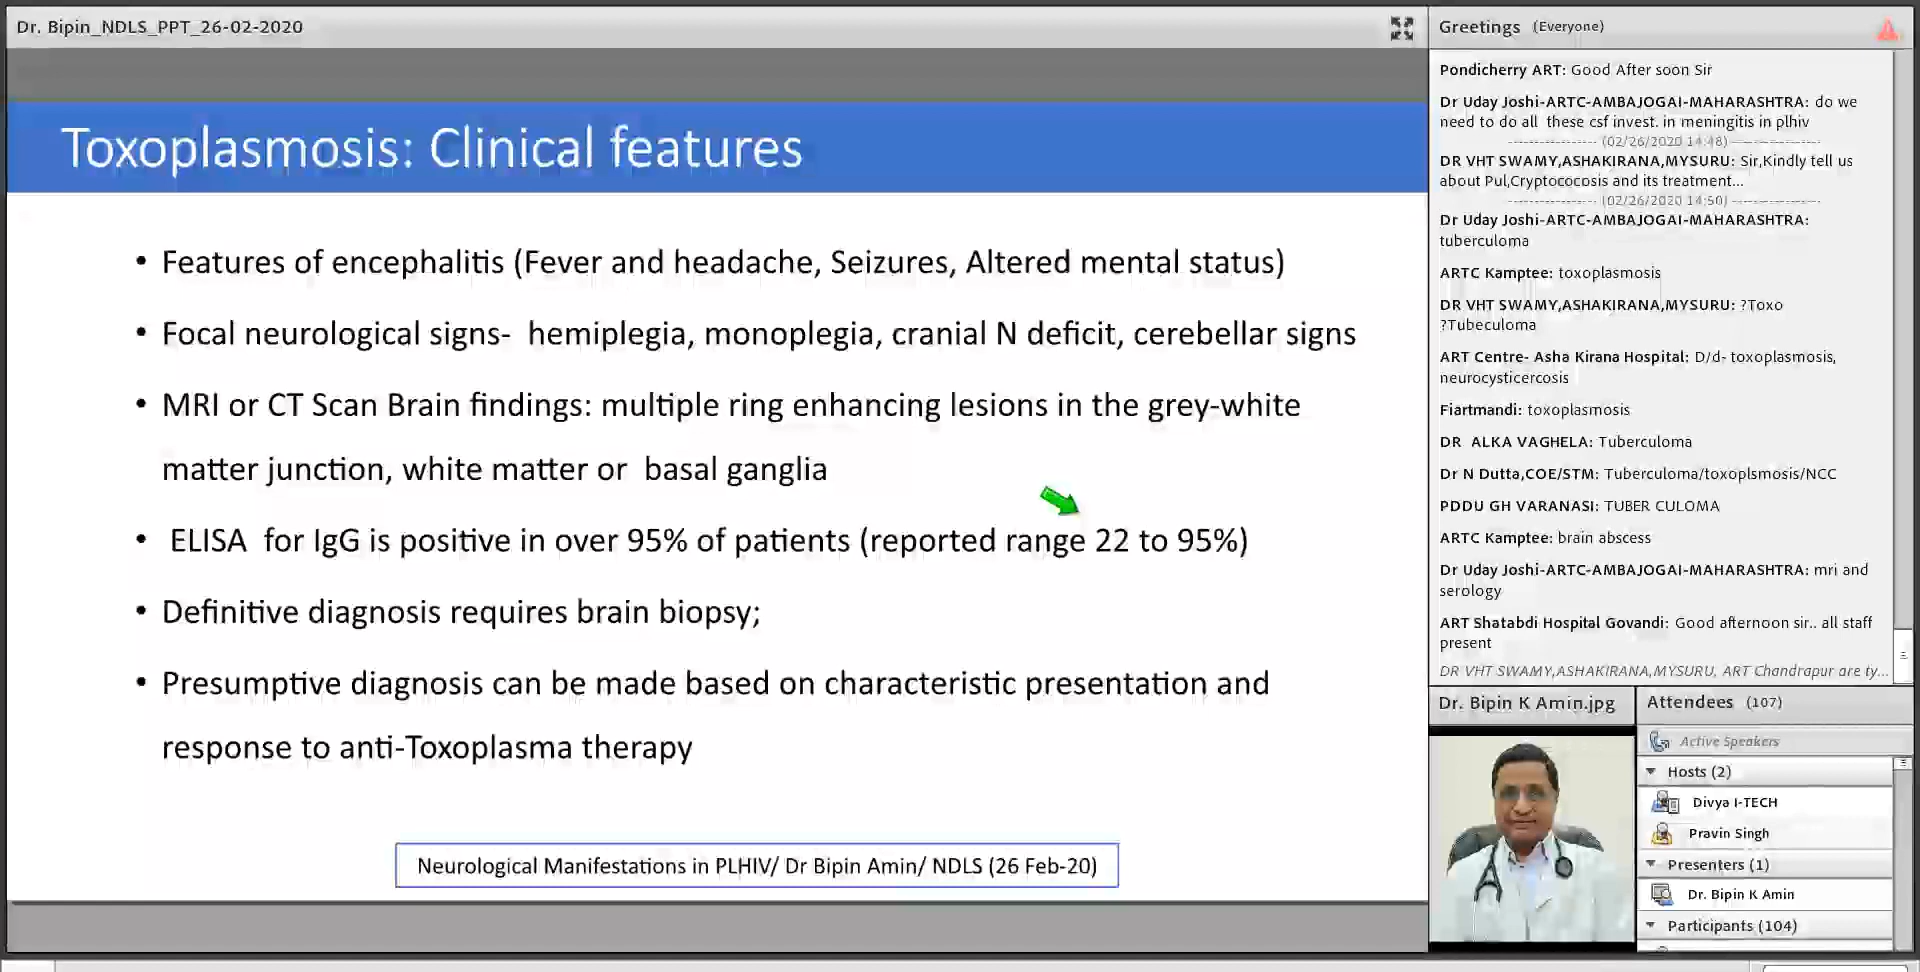 Dr. Bipin_NDLS_PPT_26-02-2020
Toxoplasmosis: Clinical features
• Features of encephalitis (Fever and headache, Seizures, Altered mental status)
• Focal neurological signs- hemiplegia, monoplegia, cranial N deficit, cerebellar signs
• MRI or CT Scan Brain findings: multiple ring enhancing lesions in the grey-white
matter junction, white matter or basal ganglia
• ELISA for IgG is positive in over 95% of patients (reported range 22 to 95%)
• Definitive diagnosis requires brain biopsy;
• Presumptive diagnosis can be made based on characteristic presentation and
response to anti-Toxoplasma therapy
Neurological Manifestations in PLHIV/ Dr Bipin Amin/ NDLS (26 Feb-20)
Greetings (Everyone)
Pondicherry ART: Good After soon Sir
Dr Uday Joshi-ARTC-AMBAJOGAI-MAHARASHTRA: do we
need to do all these csf invest. in meningitis in plhiv
------------------ (02/26/2020 14:48) ------------------
DR VHT SWAMY,ASHAKIRANA,MYSURU: Sir,Kindly tell us
about Pul,Cryptococosis and its treatment...
------------------ (02/26/2020 14:50) ------------------
Dr Uday Joshi-ARTC-AMBAJOGAI-MAHARASHTRA:
tuberculoma
ARTC Kamptee: toxoplasmosis
DR VHT SWAMY,ASHAKIRANA,MYSURU: ?Toxo
?Tubeculoma
ART Centre- Asha Kirana Hospital: D/d- toxoplasmosis,
neurocysticercosis
Fiartmandi: toxoplasmosis
DR ALKA VAGHELA: Tuberculoma
Dr N Dutta,COE/STM: Tuberculoma/toxoplsmosis/NCC
PDDU GH VARANASI: TUBER CULOMA
ARTC Kamptee: brain abscess
Dr Uday Joshi-ARTC-AMBAJOGAI-MAHARASHTRA: mri and
serology
ART Shatabdi Hospital Govandi: Good afternoon sir.. all staff
present
DR VHT SWAMY,ASHAKIRANA,MYSURU, ART Chandrapur are ty...
Dr. Bipin K Amin.jpg
Attendees (107)
Active Speakers
Hosts (2)
Divya I-TECH
Pravin Singh
Presenters (1)
Dr. Bipin K Amin
Participants (104)